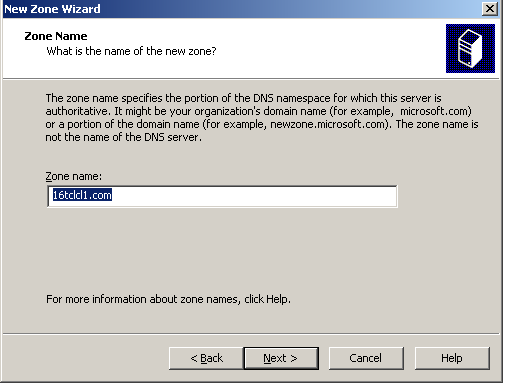 New Zone Wizard
Zone Name
What is the name of the new zone?
The zone name specifies the portion of the DNS namespace for which this server is
authoritative. It might be your organization's domain name (for example, microsoft.com)
or a portion of the domain name (for example, newzone.microsoft.com). The zone name is
not the name of the DNS server.
Zone name:
16tclcl1.com
For more information about zone names, click Help.
< Back Next > Cancel Help